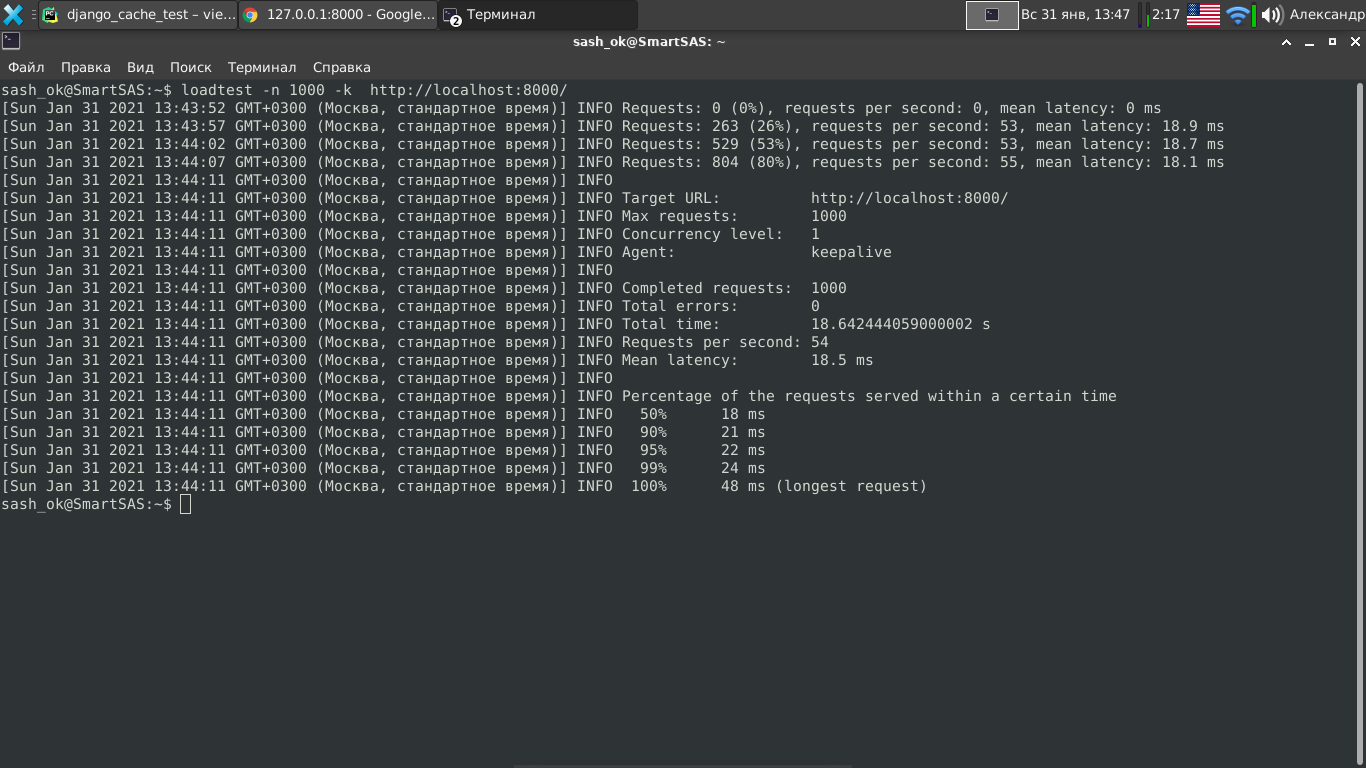 django_cache_test – vie... 127.0.0.1:8000 - Google... 2 Терминал Вс 31 янв, 13:47 2:17 Александр
sash_ok@SmartSAS: ~
Файл Правка Вид Поиск Терминал Справка
sash_ok@SmartSAS:~$ loadtest -n 1000 -k  http://localhost:8000/
[Sun Jan 31 2021 13:43:52 GMT+0300 (Москва, стандартное время)] INFO Requests: 0 (0%), requests per second: 0, mean latency: 0 ms
[Sun Jan 31 2021 13:43:57 GMT+0300 (Москва, стандартное время)] INFO Requests: 263 (26%), requests per second: 53, mean latency: 18.9 ms
[Sun Jan 31 2021 13:44:02 GMT+0300 (Москва, стандартное время)] INFO Requests: 529 (53%), requests per second: 53, mean latency: 18.7 ms
[Sun Jan 31 2021 13:44:07 GMT+0300 (Москва, стандартное время)] INFO Requests: 804 (80%), requests per second: 55, mean latency: 18.1 ms
[Sun Jan 31 2021 13:44:11 GMT+0300 (Москва, стандартное время)] INFO
[Sun Jan 31 2021 13:44:11 GMT+0300 (Москва, стандартное время)] INFO Target URL:          http://localhost:8000/
[Sun Jan 31 2021 13:44:11 GMT+0300 (Москва, стандартное время)] INFO Max requests:        1000
[Sun Jan 31 2021 13:44:11 GMT+0300 (Москва, стандартное время)] INFO Concurrency level:   1
[Sun Jan 31 2021 13:44:11 GMT+0300 (Москва, стандартное время)] INFO Agent:               keepalive
[Sun Jan 31 2021 13:44:11 GMT+0300 (Москва, стандартное время)] INFO
[Sun Jan 31 2021 13:44:11 GMT+0300 (Москва, стандартное время)] INFO Completed requests:  1000
[Sun Jan 31 2021 13:44:11 GMT+0300 (Москва, стандартное время)] INFO Total errors:        0
[Sun Jan 31 2021 13:44:11 GMT+0300 (Москва, стандартное время)] INFO Total time:          18.642444059000002 s
[Sun Jan 31 2021 13:44:11 GMT+0300 (Москва, стандартное время)] INFO Requests per second: 54
[Sun Jan 31 2021 13:44:11 GMT+0300 (Москва, стандартное время)] INFO Mean latency:        18.5 ms
[Sun Jan 31 2021 13:44:11 GMT+0300 (Москва, стандартное время)] INFO
[Sun Jan 31 2021 13:44:11 GMT+0300 (Москва, стандартное время)] INFO Percentage of the requests served within a certain time
[Sun Jan 31 2021 13:44:11 GMT+0300 (Москва, стандартное время)] INFO   50%      18 ms
[Sun Jan 31 2021 13:44:11 GMT+0300 (Москва, стандартное время)] INFO   90%      21 ms
[Sun Jan 31 2021 13:44:11 GMT+0300 (Москва, стандартное время)] INFO   95%      22 ms
[Sun Jan 31 2021 13:44:11 GMT+0300 (Москва, стандартное время)] INFO   99%      24 ms
[Sun Jan 31 2021 13:44:11 GMT+0300 (Москва, стандартное время)] INFO  100%      48 ms (longest request)
sash_ok@SmartSAS:~$